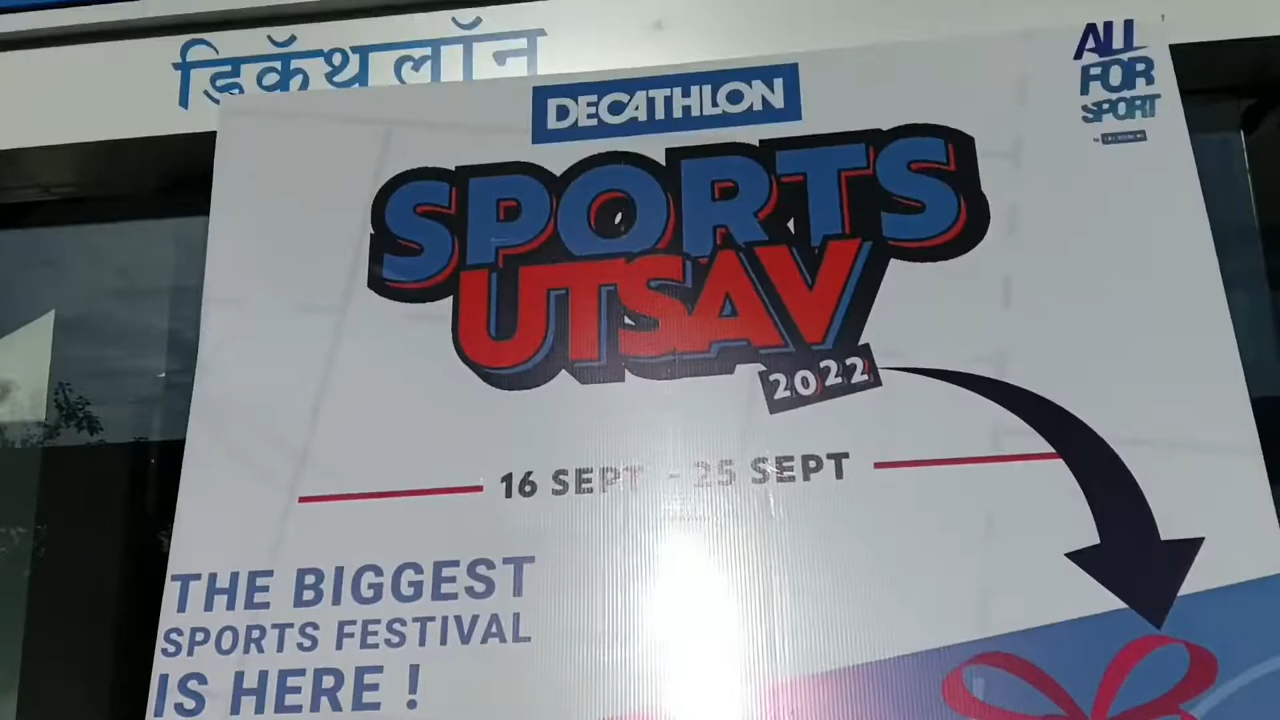 डिकॅथलॉन
DECATHLON
ALL
FOR
SPORT
SPORTS
UTSAV
2022
16 SEPT - 25 SEPT
THE BIGGEST
SPORTS FESTIVAL
IS HERE !